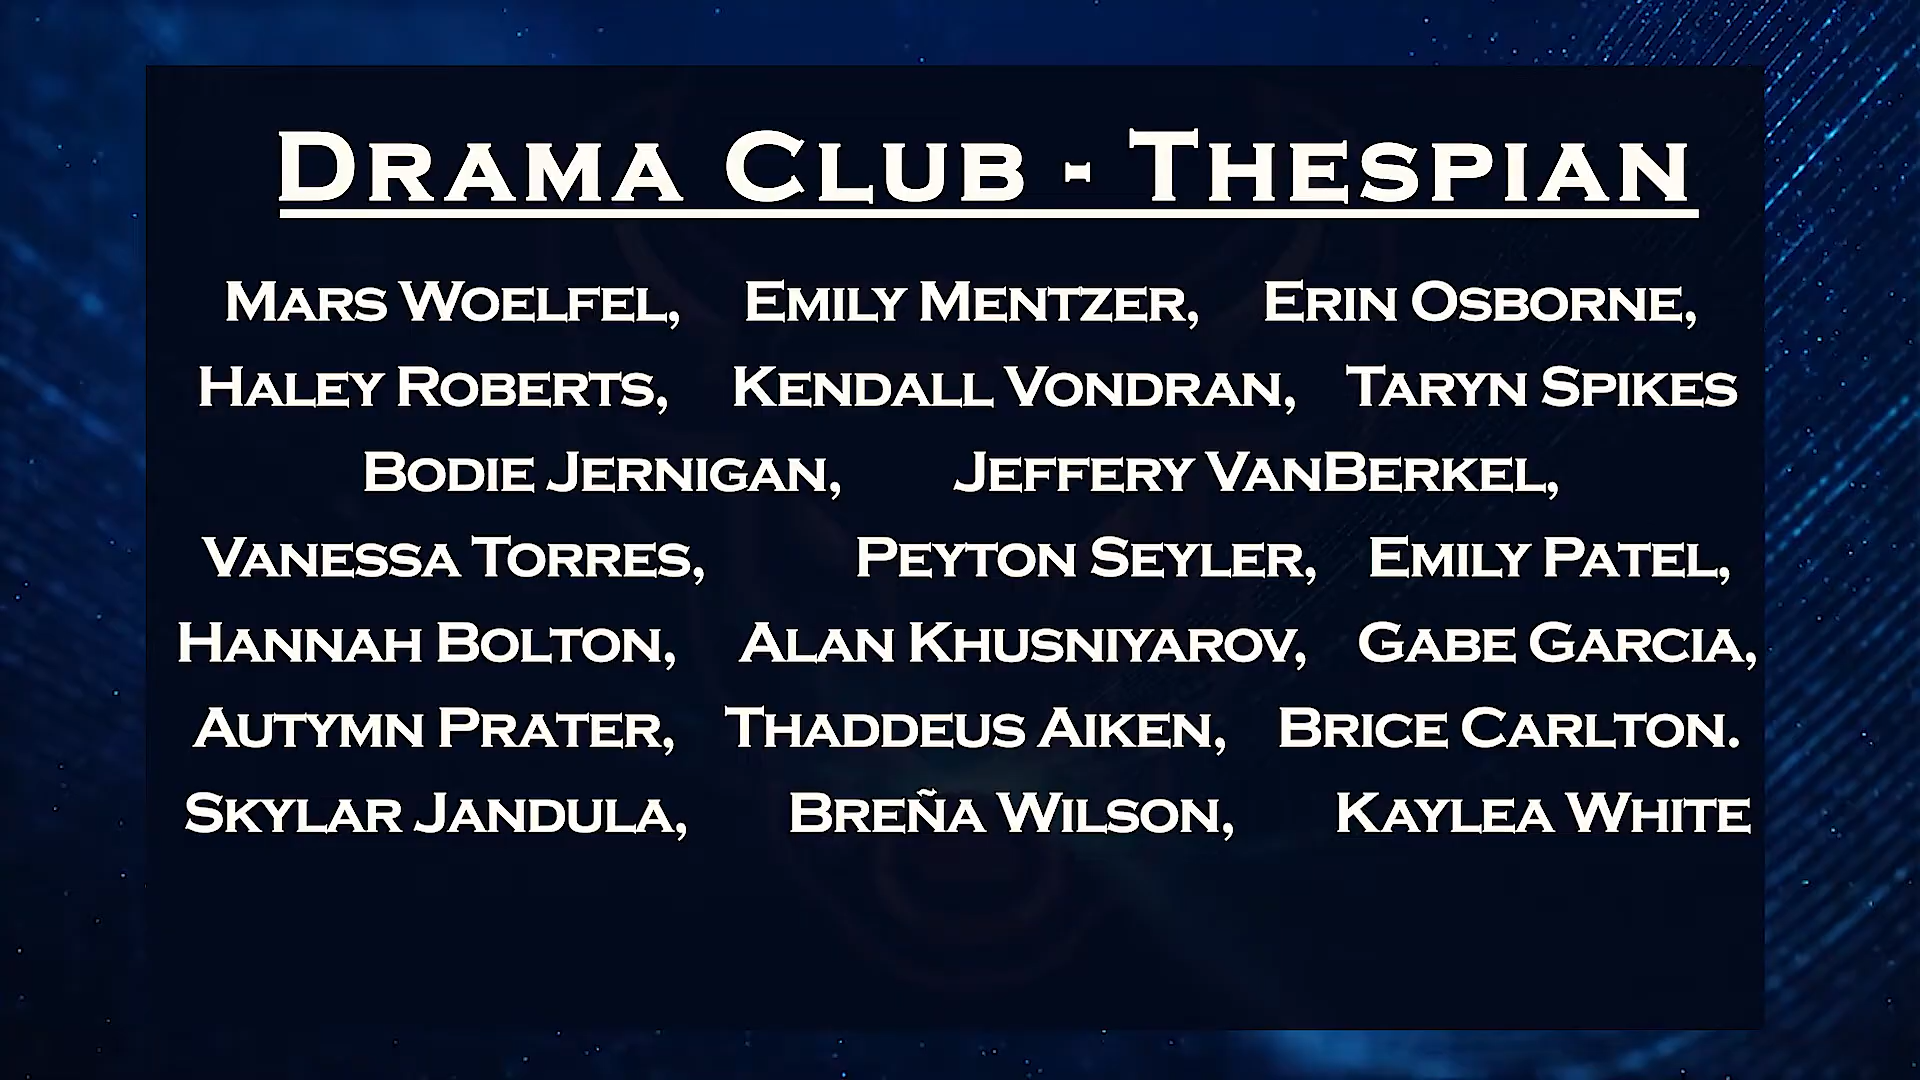 Drama Club - Thespian
Mars Woelfel, Emily Mentzer, Erin Osborne,
Haley Roberts, Kendall Vondran, Taryn Spikes
Bodie Jernigan, Jeffery VanBerkel,
Vanessa Torres, Peyton Seyler, Emily Patel,
Hannah Bolton, Alan Khusniyarov, Gabe Garcia,
Autymn Prater, Thaddeus Aiken, Brice Carlton.
Skylar Jandula, Breña Wilson, Kaylea White